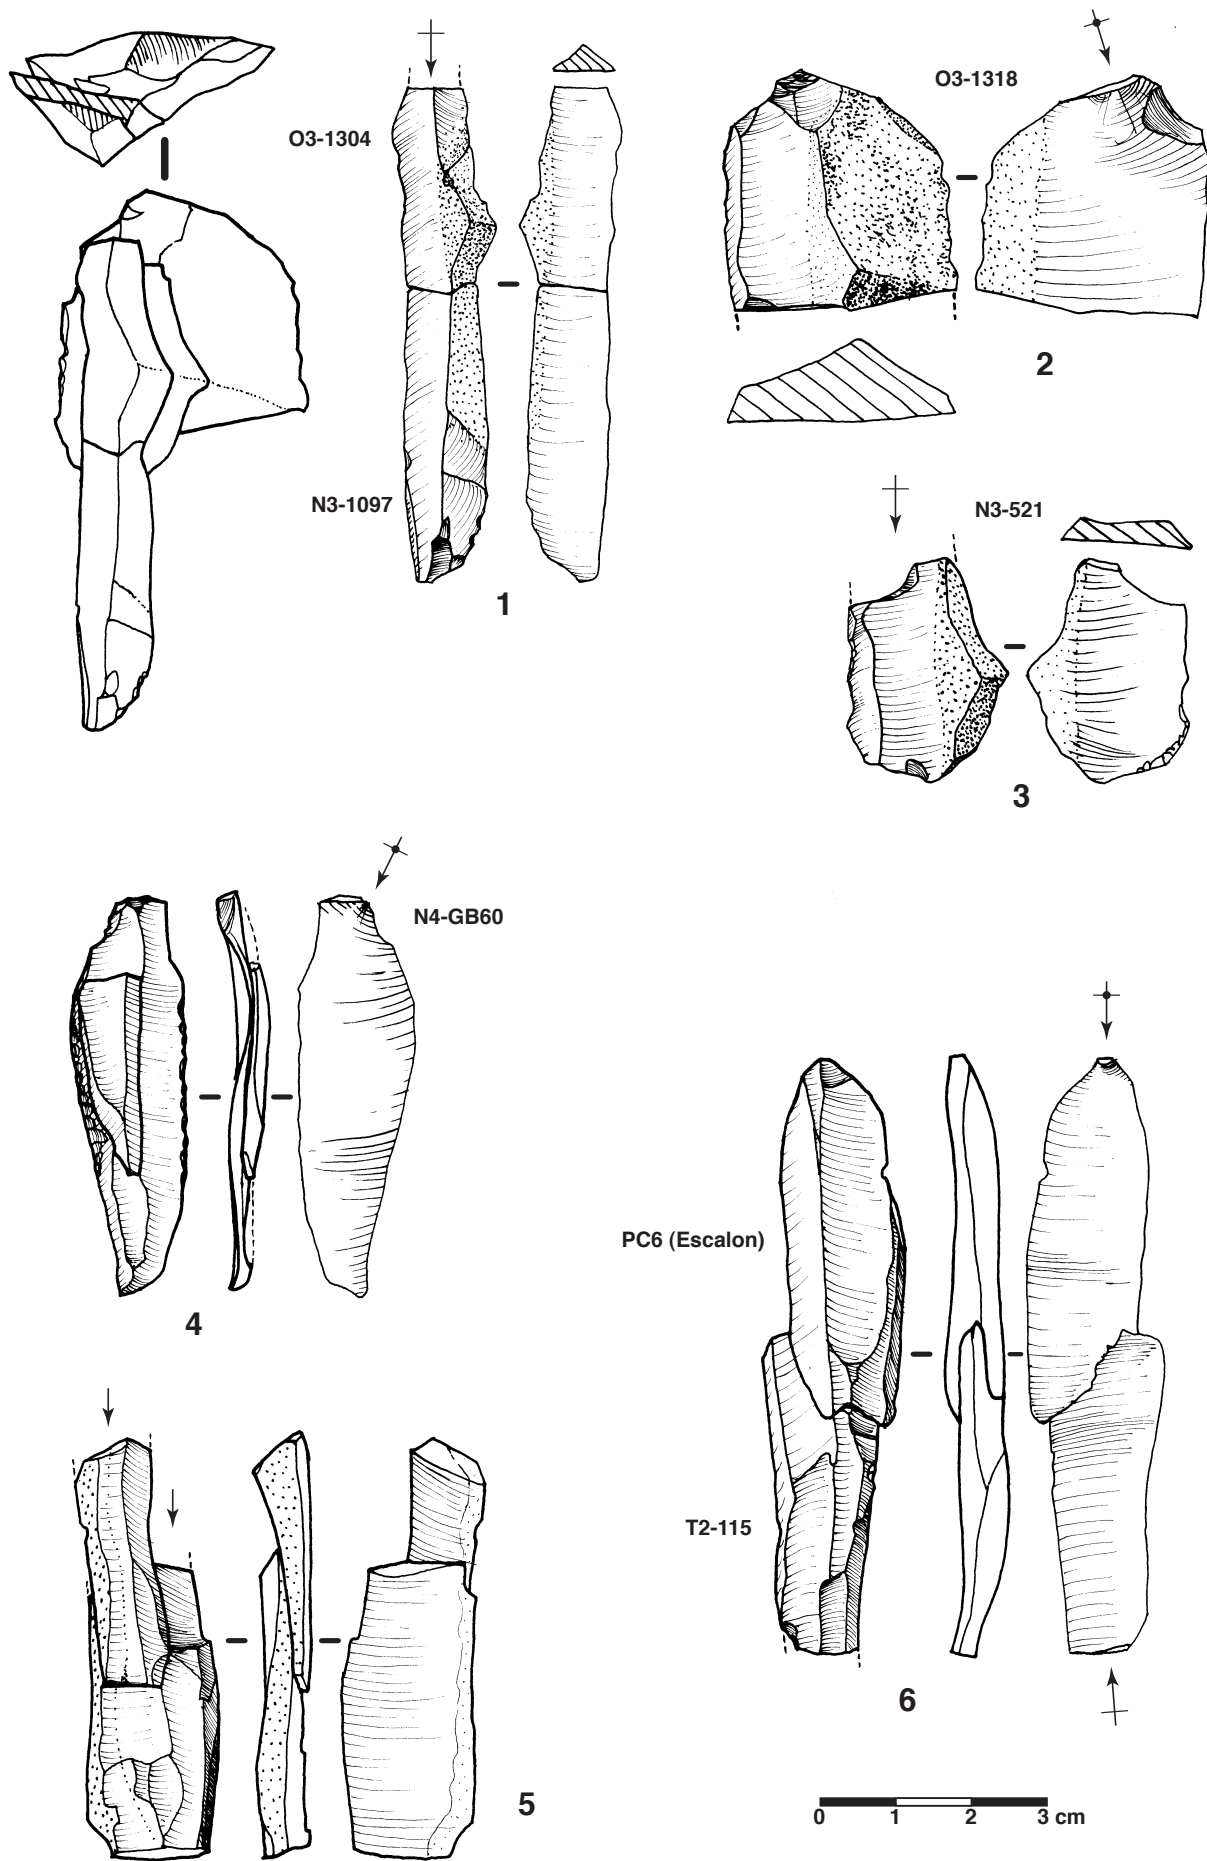 O3-1304
O3-1318
2
N3-1097
N3-521
1
3
N4-GB60
4
PC6 (Escalon)
T2-115
6
5
0 1 2 3 cm